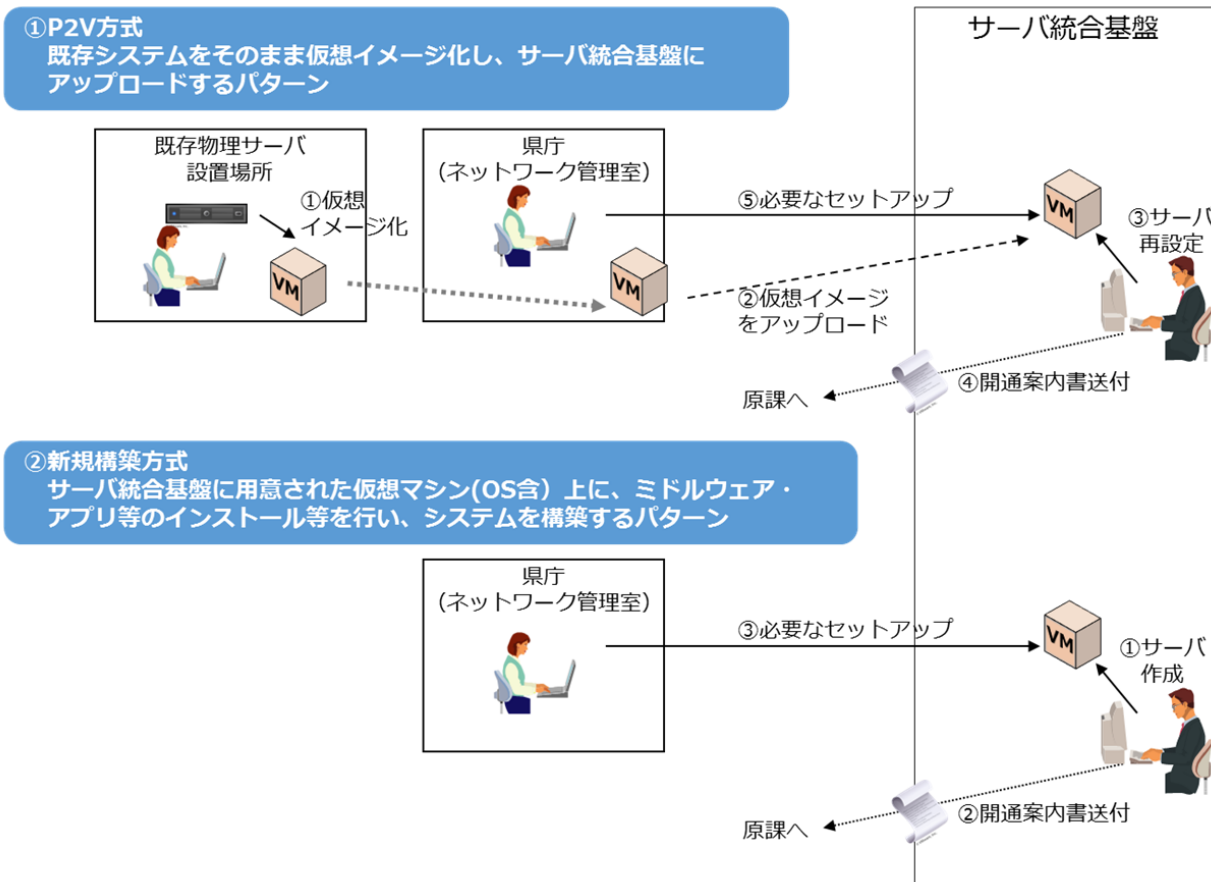 ①P2V方式
既存システムをそのまま仮想イメージ化し、サーバ統合基盤に
アップロードするパターン
サーバ統合基盤
既存物理サーバ
設置場所
①仮想
イメージ化
VM
県庁
(ネットワーク管理室)
VM
⑤必要なセットアップ
②仮想イメージ
をアップロード
VM
③サーバ
再設定
④開通案内書送付
原課へ
②新規構築方式
サーバ統合基盤に用意された仮想マシン(OS含）上に、ミドルウェア・
アプリ等のインストール等を行い、システムを構築するパターン
県庁
(ネットワーク管理室)
③必要なセットアップ
VM
①サーバ
作成
②開通案内書送付
原課へ